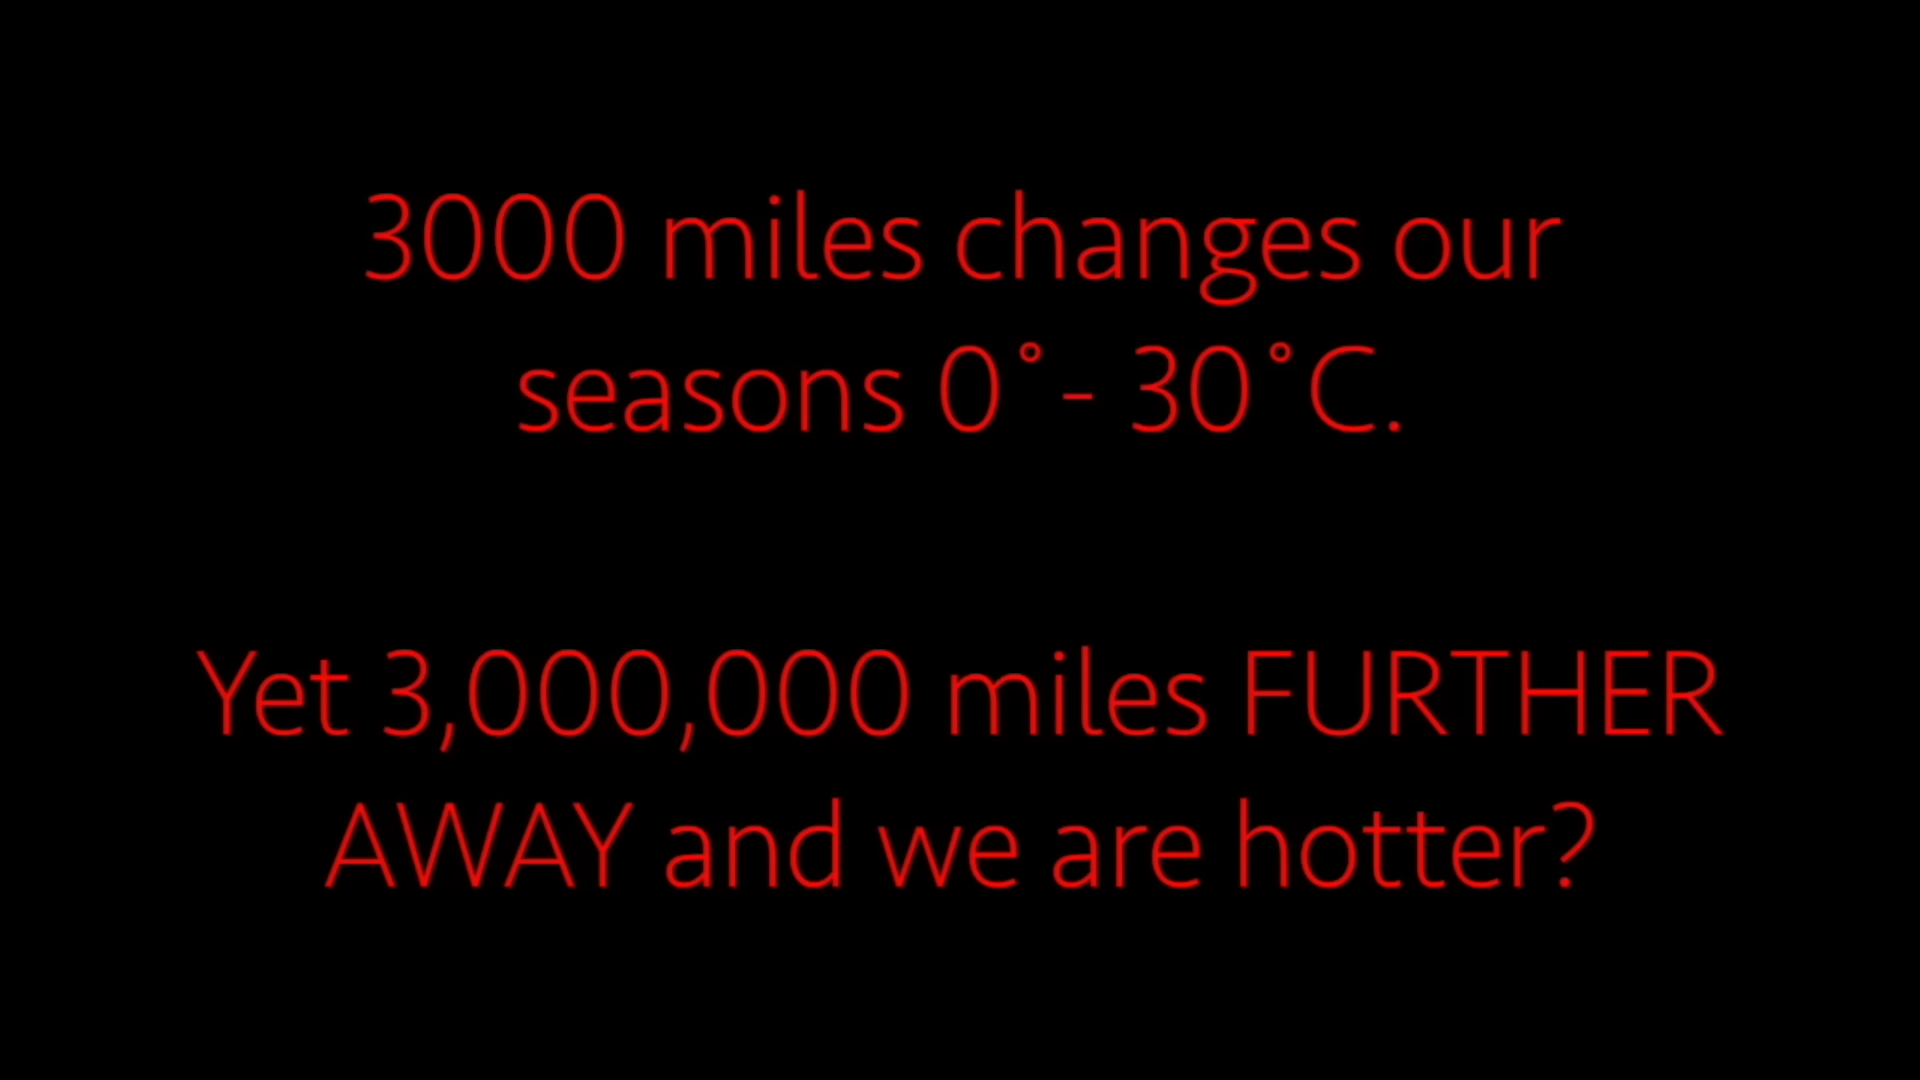 3000 miles changes our
seasons 0˚- 30˚C.
Yet 3,000,000 miles FURTHER
AWAY and we are hotter?